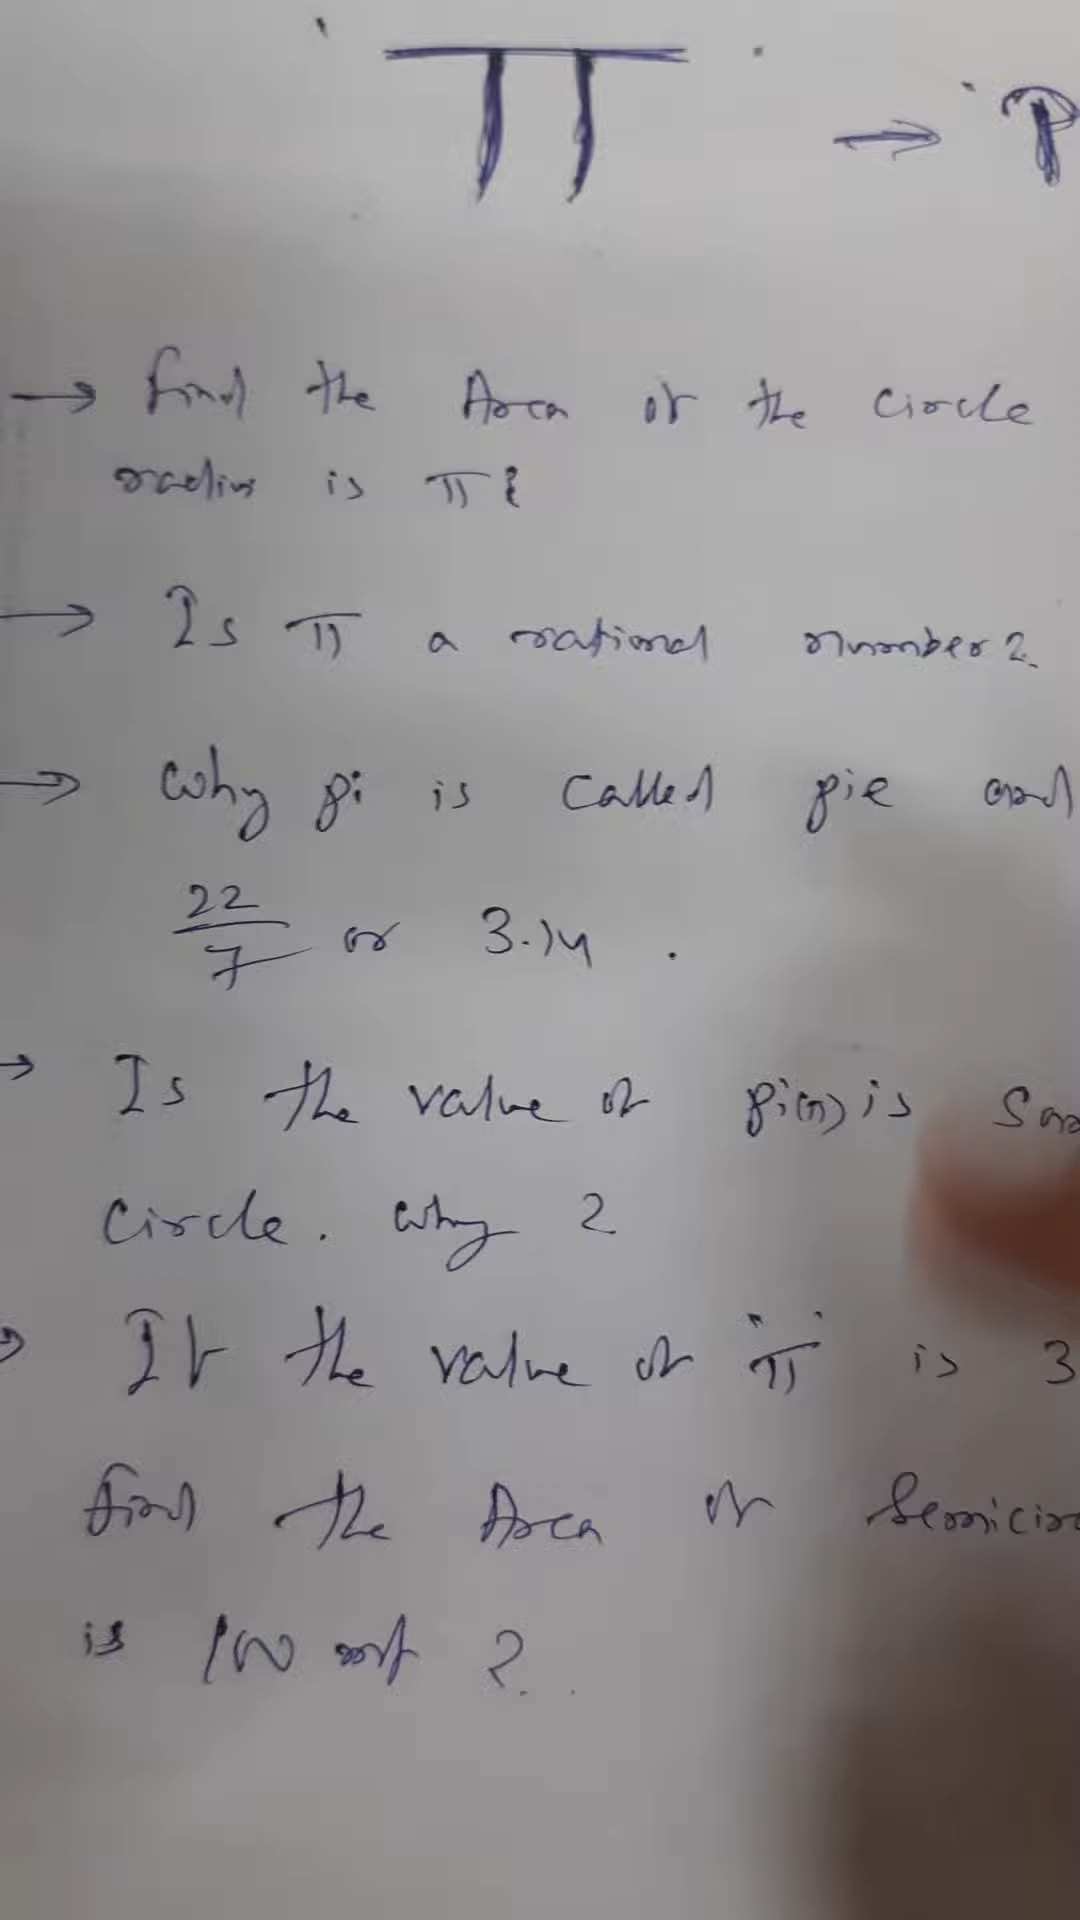 π → P
→ find the Area of the circle
radius is π?
→ Is π a rational number?
→ Why pi is called pie and
22/7 or 3.14 .
→ Is the value of pi(π) is
circle. Why ?
→ If the value of "π" is 3
find the Area of Semicirc
is 100 mt ?